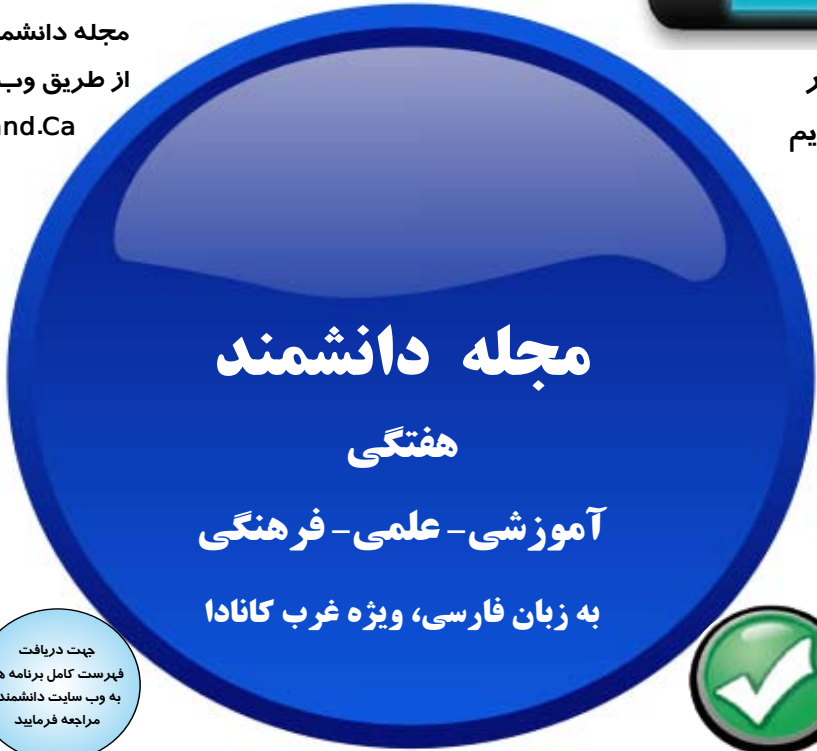 مجله
از طریق وب
nd.Ca
ر
یم
مجله دانشمند
هفتگی
آموزشی- علمی- فرهنگی
به زبان فارسی، ویژه غرب کانادا
جهت دریافت
فهرست کامل برنامه
به وب سایت دانشمند
مراجعه فرمایید